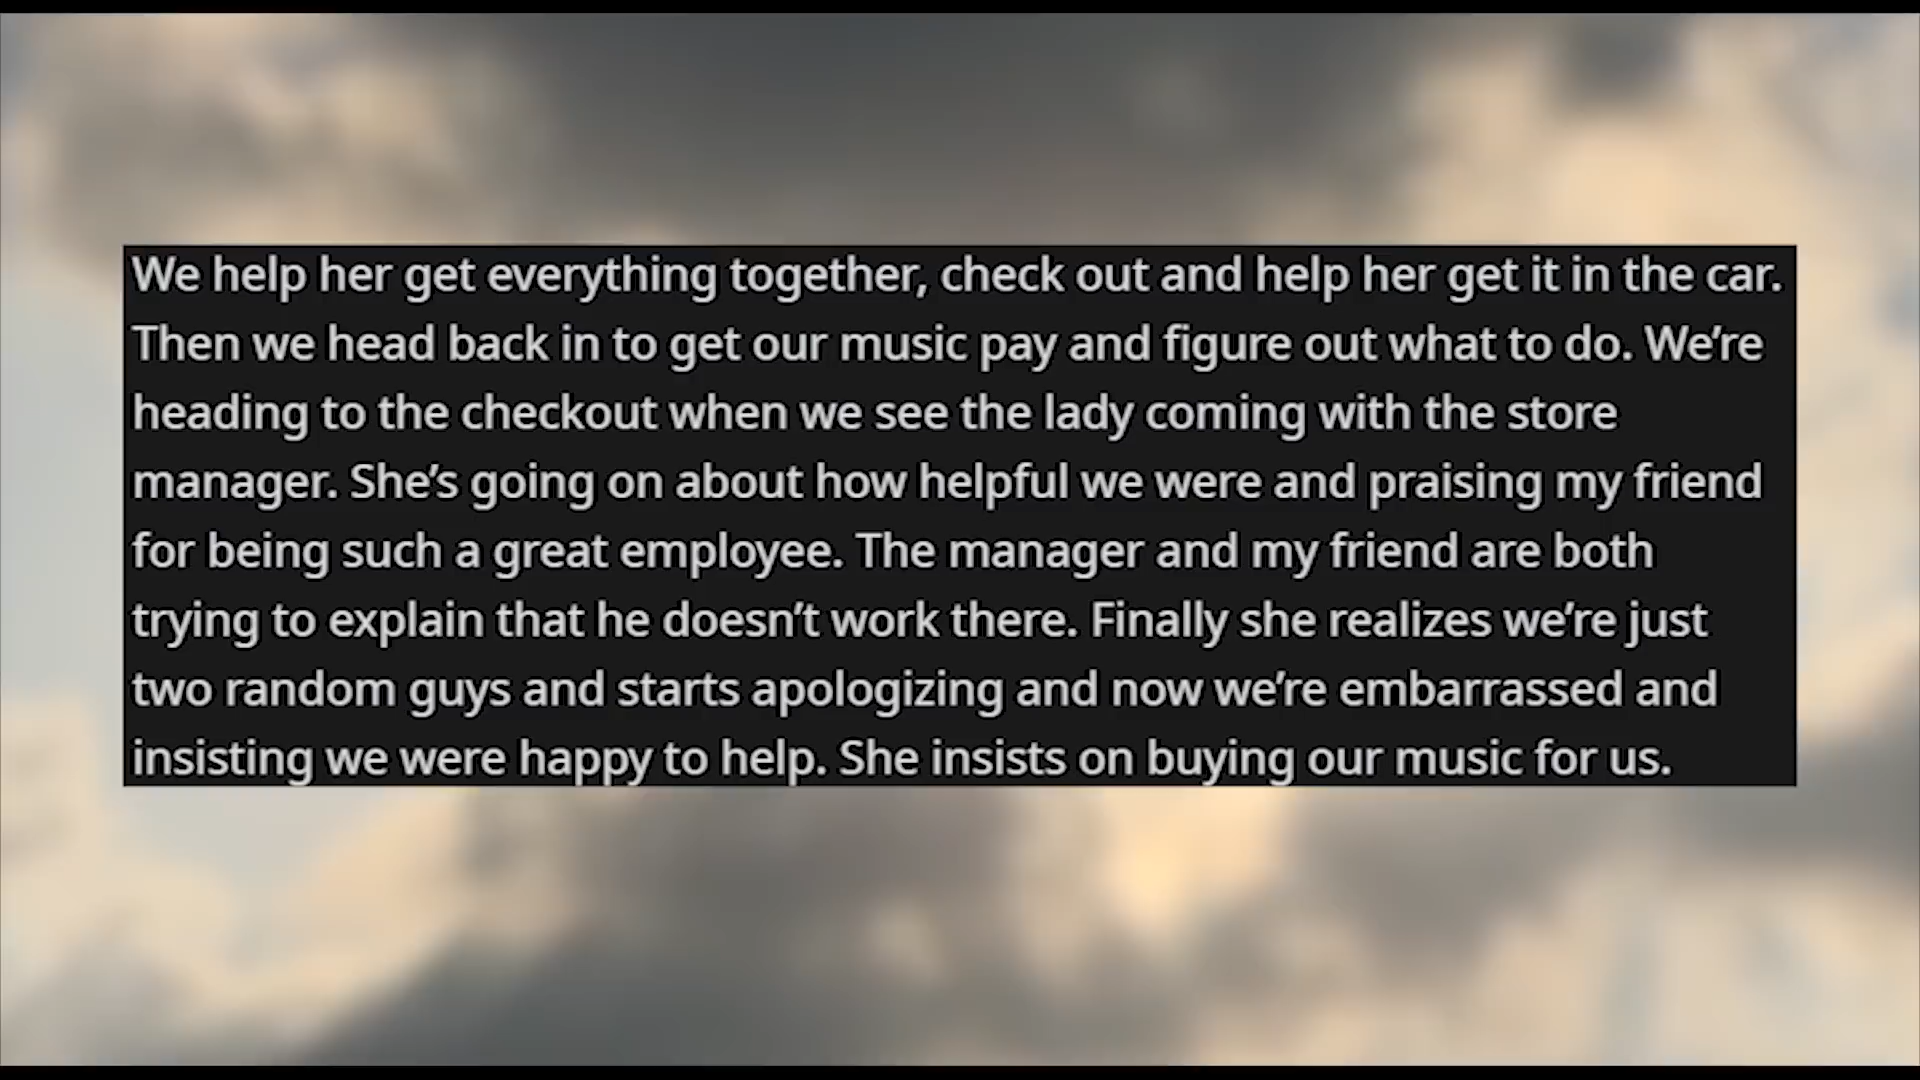 We help her get everything together, check out and help her get it in the car.
Then we head back in to get our music pay and figure out what to do. We’re
heading to the checkout when we see the lady coming with the store
manager. She’s going on about how helpful we were and praising my friend
for being such a great employee. The manager and my friend are both
trying to explain that he doesn’t work there. Finally she realizes we’re just
two random guys and starts apologizing and now we’re embarrassed and
insisting we were happy to help. She insists on buying our music for us.